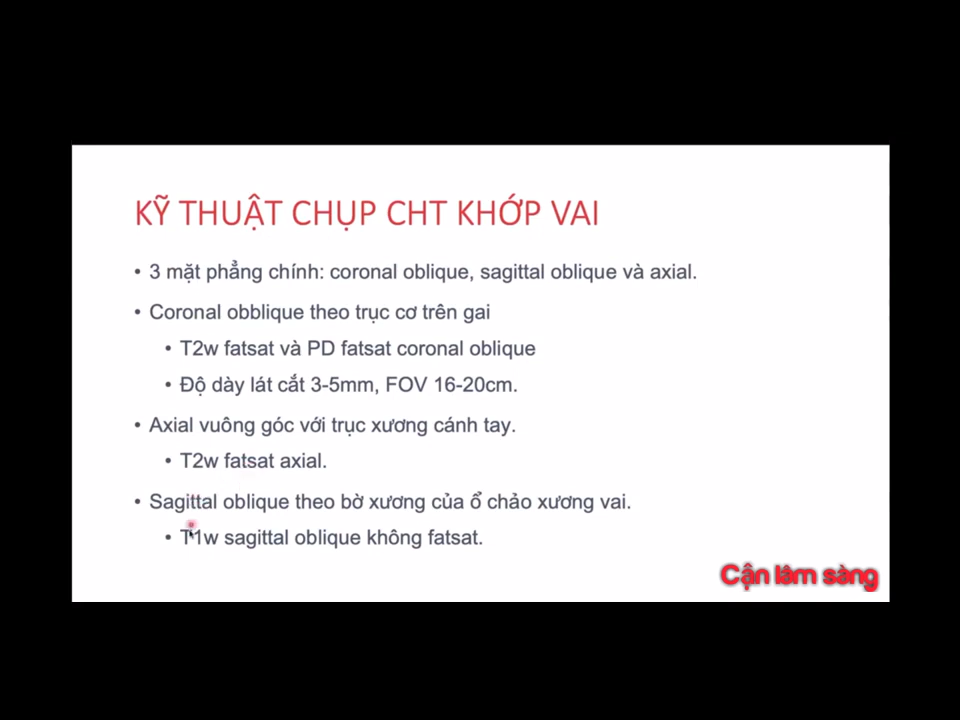 KỸ THUẬT CHỤP CHT KHỚP VAI
• 3 mặt phẳng chính: coronal oblique, sagittal oblique và axial.
• Coronal obblique theo trục cơ trên gai
• T2w fatsat và PD fatsat coronal oblique
• Độ dày lát cắt 3-5mm, FOV 16-20cm.
• Axial vuông góc với trục xương cánh tay.
• T2w fatsat axial.
• Sagittal oblique theo bờ xương của ổ chảo xương vai.
• T1w sagittal oblique không fatsat.
Cận lâm sàng